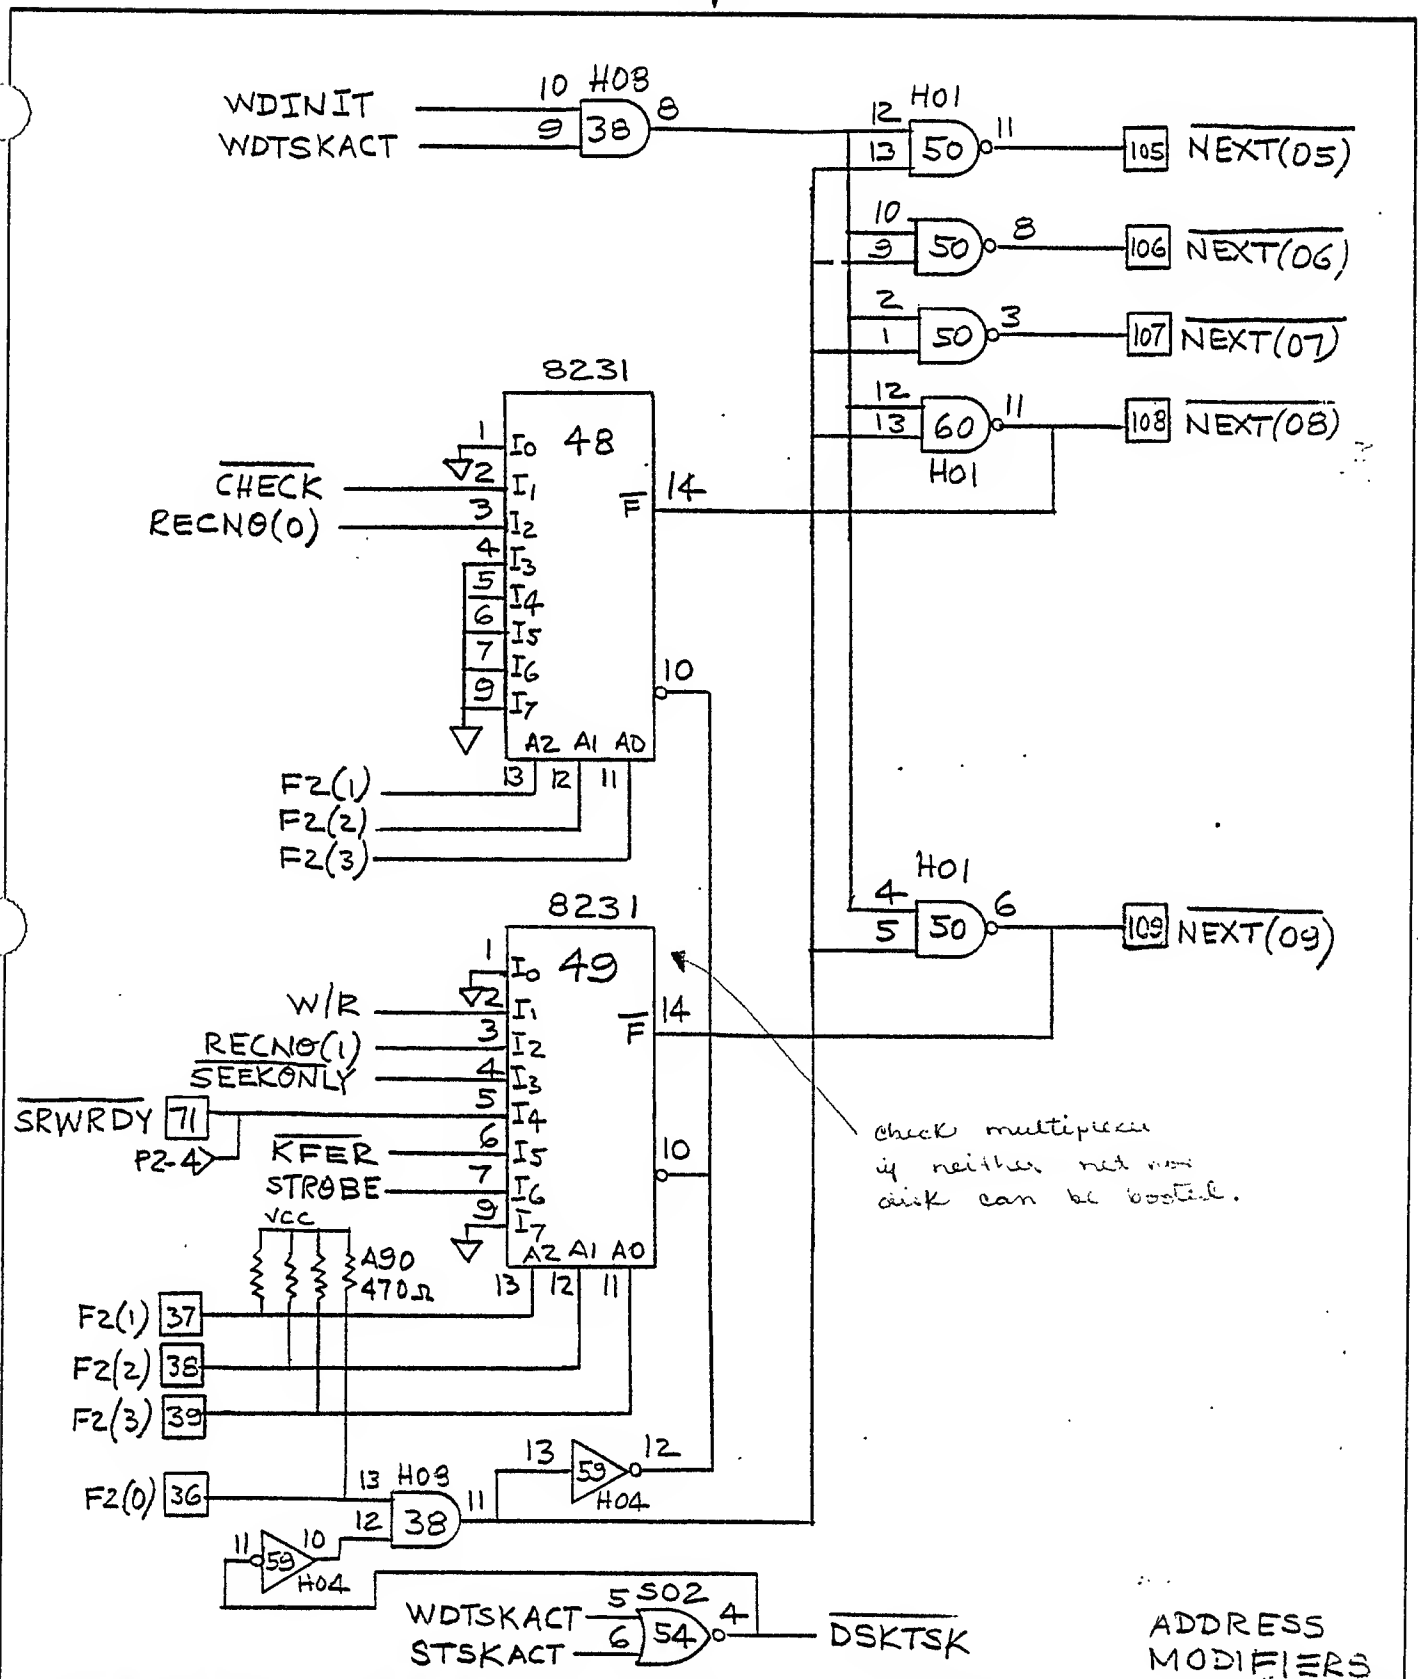 WDINIT 10 H08 8
WDTSKACT 9 38
H01
12 13 50 11 105 NEXT(05)
10 9 50 8 106 NEXT(06)
2 1 50 3 107 NEXT(07)
12 13 60 11 108 NEXT(08)
H01
8231
48
1 I0
CHECK 2 I1
RECNO(0) 3 I2
F 14
4 I3
5 I4
6 I5
7 I6
9 I7
10
A2 A1 A0
13 12 11
F2(1)
F2(2)
F2(3)
H01
4 5 50 6 109 NEXT(09)
8231
49
1 I0
W/R 2 I1
F 14
RECNO(1) 3 I2
SEEKONLY 4 I3
SRWRDY 71 5 I4
P2-4
KFER 6 I5
STROBE 7 I6
9 I7
10
A2 A1 A0
13 12 11
check
if neither
disk can be booted.
VCC
A90
470Ω
F2(1) 37
F2(2) 38
F2(3) 39
13 59 12
H04
F2(0) 36 13 H08 11
12 38
11 59 10
H04
WDTSKACT 5 S02 4
STSKACT 6 54 DSKTSK
ADDRESS
MODIFIERS